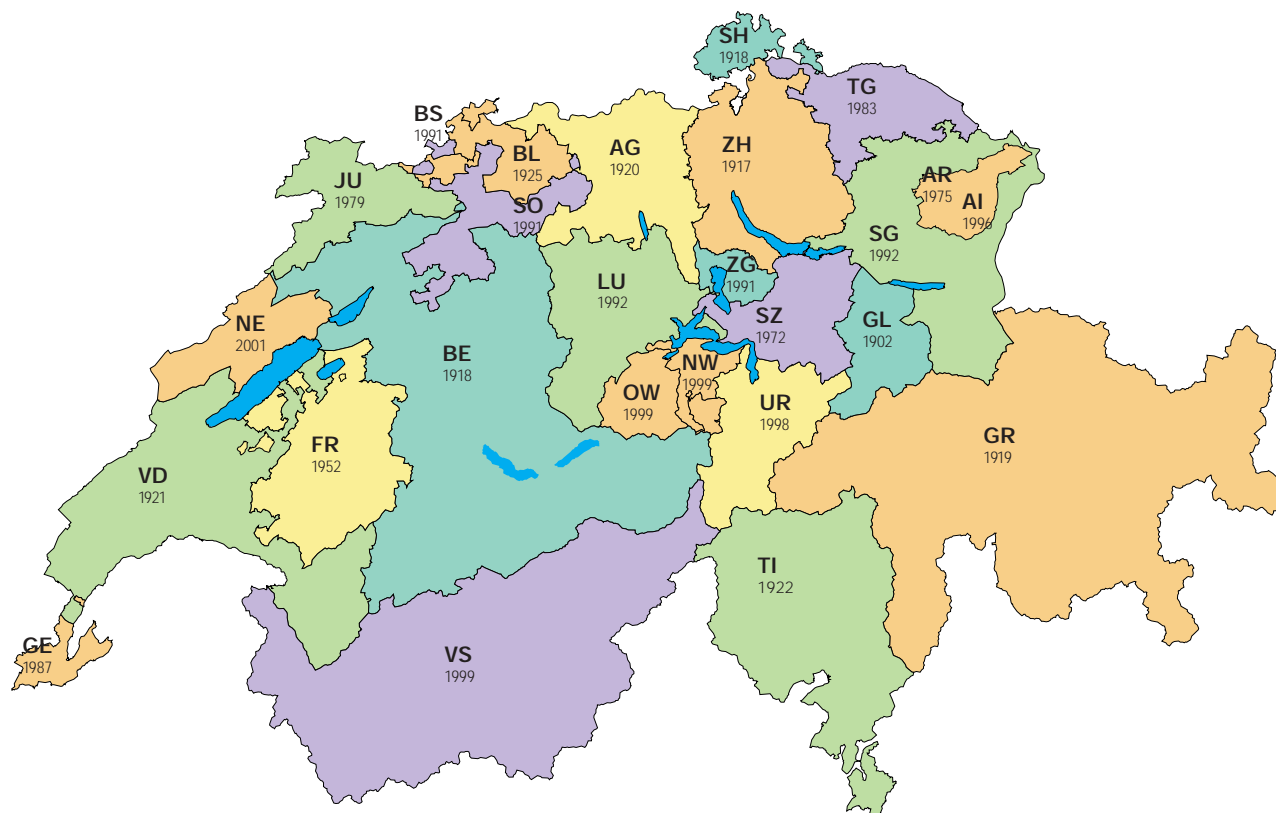 SH
1918
TG
1983
BS
1991
AG
1920
ZH
1917
BL
1925
JU
1979
AR
1975
AI
1996
SO
1991
SG
1992
ZG
1991
LU
1992
SZ
1972
GL
1902
NE
2001
BE
1918
NW
1999
OW
1999
UR
1998
GR
1919
FR
1952
VD
1921
TI
1922
GE
1987
VS
1999